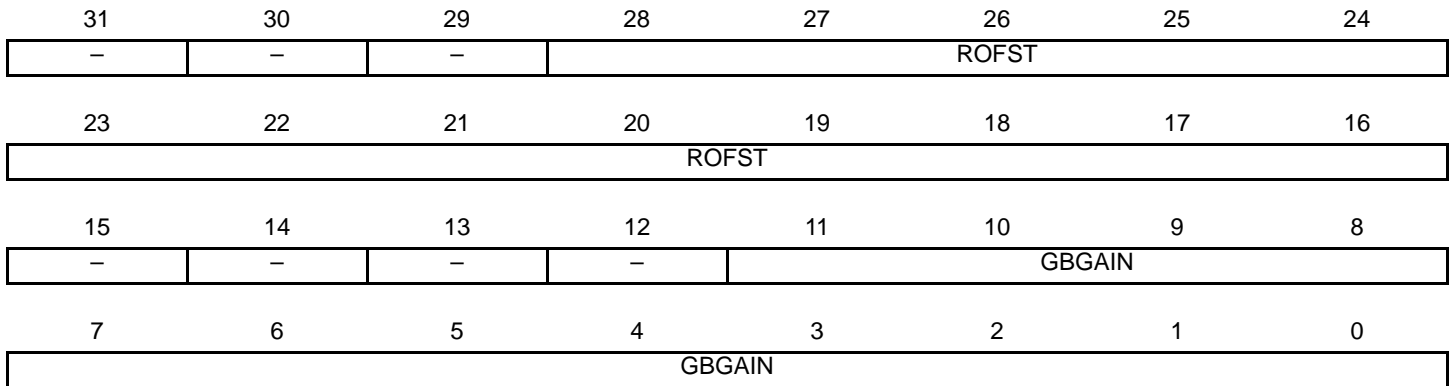 31 30 29 28 27 26 25 24
– – – ROFST
23 22 21 20 19 18 17 16
ROFST
15 14 13 12 11 10 9 8
– – – – GBGAIN
7 6 5 4 3 2 1 0
GBGAIN